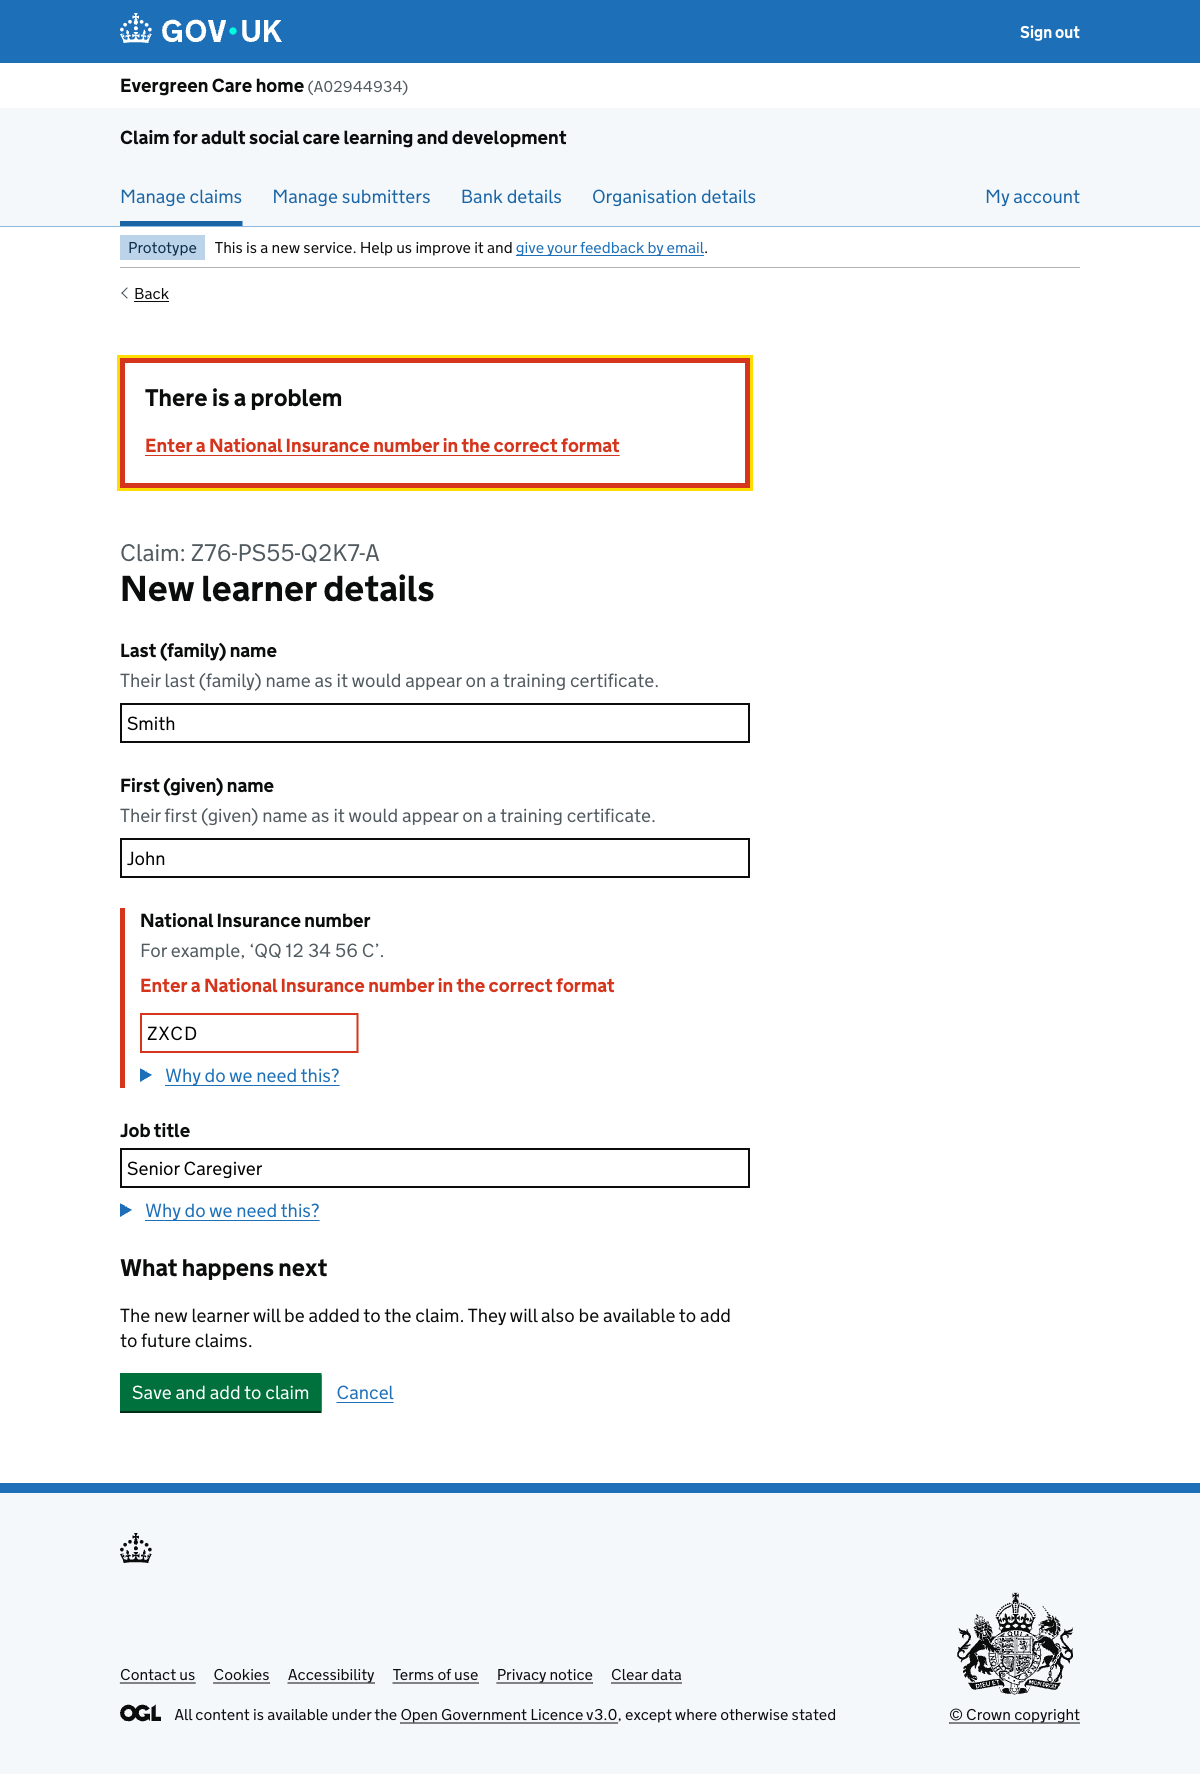 GOV·UK
Sign out
Evergreen Care home (A02944934)
Claim for adult social care learning and development
Manage claims Manage submitters Bank details Organisation details My account
Prototype This is a new service. Help us improve it and give your feedback by email.
Back
There is a problem
Enter a National Insurance number in the correct format
Claim: Z76-PS55-Q2K7-A
New learner details
Last (family) name
Their last (family) name as it would appear on a training certificate.
Smith
First (given) name
Their first (given) name as it would appear on a training certificate.
John
National Insurance number
For example, ‘QQ 12 34 56 C’.
Enter a National Insurance number in the correct format
ZXCD
Why do we need this?
Job title
Senior Caregiver
Why do we need this?
What happens next
The new learner will be added to the claim. They will also be available to add
to future claims.
Save and add to claim Cancel
Contact us Cookies Accessibility Terms of use Privacy notice Clear data
OGL All content is available under the Open Government Licence v3.0, except where otherwise stated
© Crown copyright